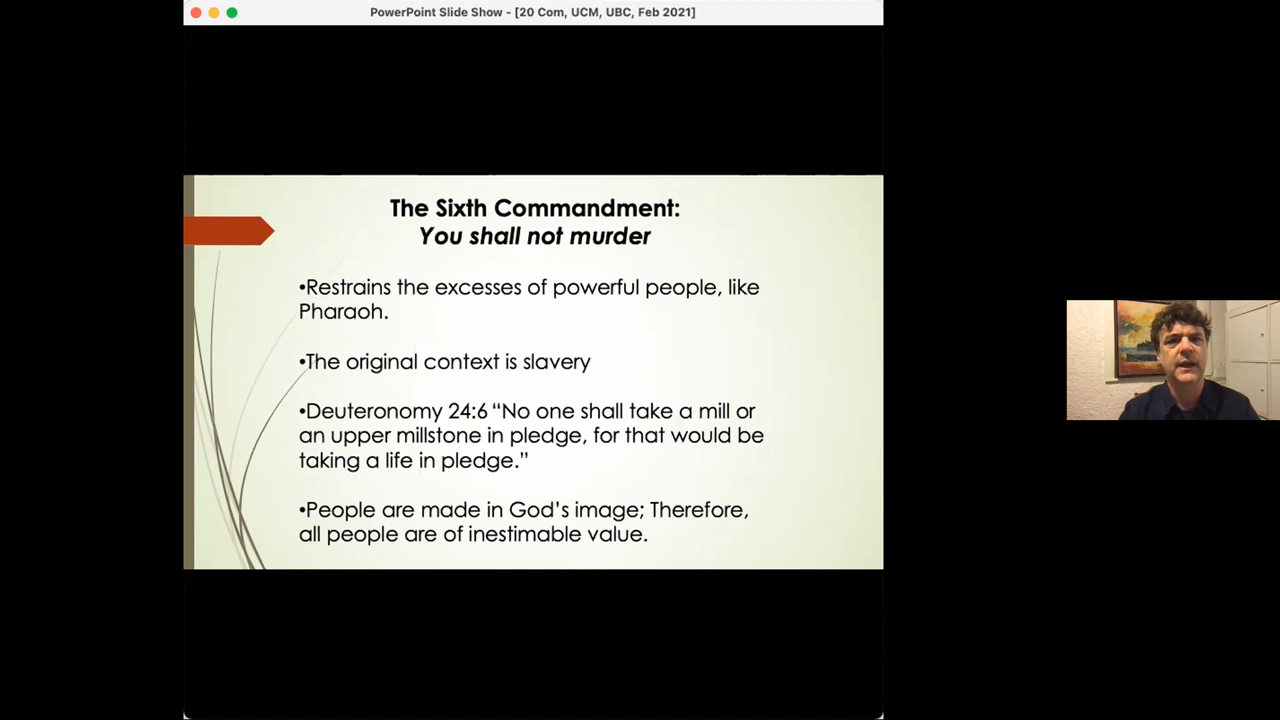 PowerPoint Slide Show - [20 Com, UCM, UBC, Feb 2021]
The Sixth Commandment:
You shall not murder
•Restrains the excesses of powerful people, like
Pharaoh.
•The original context is slavery
•Deuteronomy 24:6 “No one shall take a mill or
an upper millstone in pledge, for that would be
taking a life in pledge.”
•People are made in God’s image; Therefore,
all people are of inestimable value.